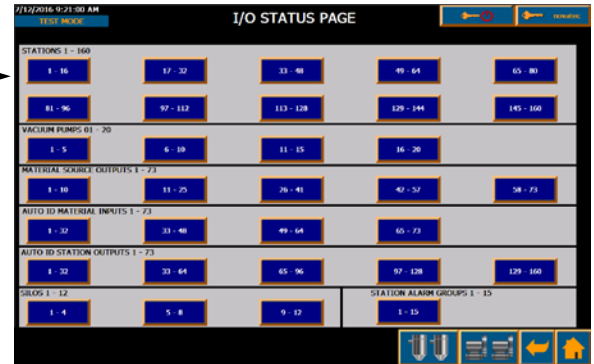 7/12/2016 9:21:00 AM
TEST MODE
I/O STATUS PAGE
novatec
STATIONS 1 - 160
1 - 16 17 - 32 33 - 48 49 - 64 65 - 80
81 - 96 97 - 112 113 - 128 129 - 144 145 - 160
VACUUM PUMPS 01 - 20
1 - 5 6 - 10 11 - 15 16 - 20
MATERIAL SOURCE OUTPUTS 1 - 73
1 - 10 11 - 25 26 - 41 42 - 57 58 - 73
AUTO ID MATERIAL INPUTS 1 - 73
1 - 32 33 - 48 49 - 64 65 - 73
AUTO ID STATION OUTPUTS 1 - 73
1 - 32 33 - 64 65 - 96 97 - 128 129 - 160
SILOS 1 - 12 STATION ALARM GROUPS 1 - 15
1 - 4 5 - 8 9 - 12 1 - 15